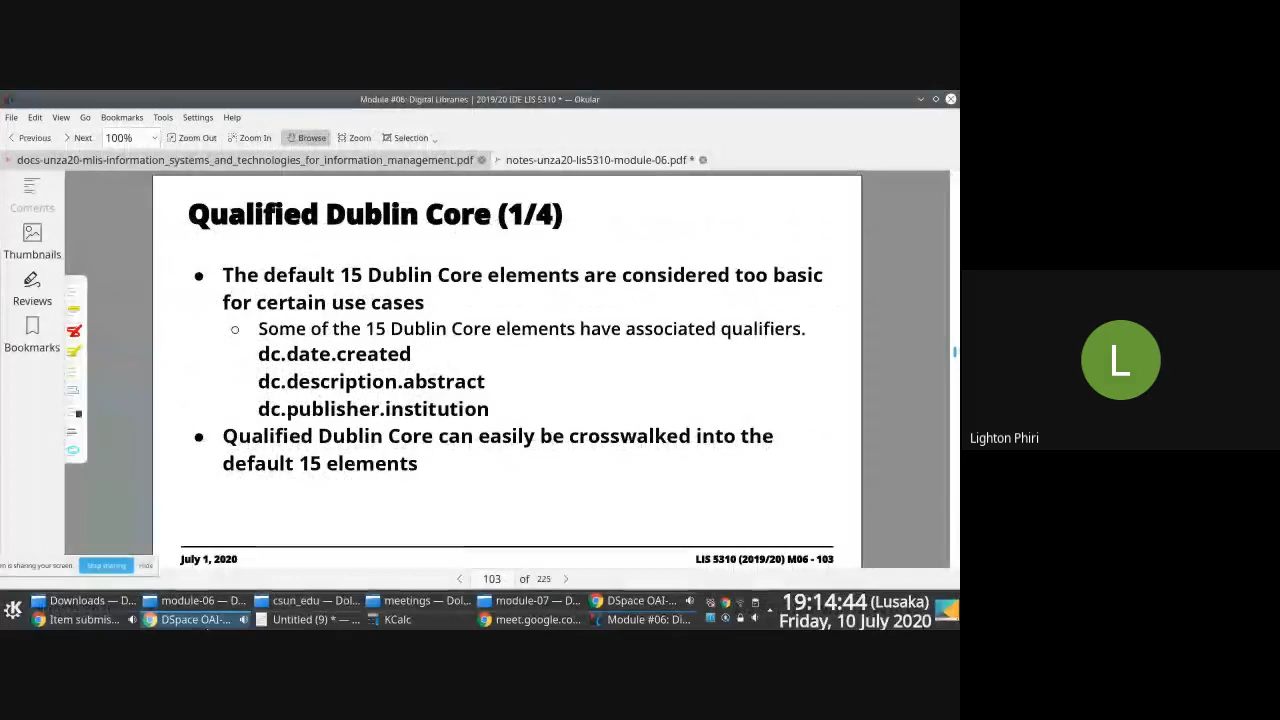 Module #06: Digital Libraries | 2019/20 IDE LIS 5310 * — Okular
File Edit View Go Bookmarks Tools Settings Help
Previous Next 100% Zoom Out Zoom In Browse Zoom Selection
docs-unza20-mlis-information_systems_and_technologies_for_information_management.pdf notes-unza20-lis5310-module-06.pdf *
Contents
Thumbnails
Reviews
Bookmarks
Qualified Dublin Core (1/4)
● The default 15 Dublin Core elements are considered too basic
for certain use cases
○ Some of the 15 Dublin Core elements have associated qualifiers.
dc.date.created
dc.description.abstract
dc.publisher.institution
● Qualified Dublin Core can easily be crosswalked into the
default 15 elements
July 1, 2020 LIS 5310 (2019/20) M06 - 103
is sharing your screen. Stop sharing Hide
103 of 225
Downloads — D... module-06 — D... csun_edu — Dol... meetings — Dol... module-07 — D... DSpace OAI-...
Item submis... DSpace OAI-... Untitled (9) * — ... KCalc meet.google.co... Module #06: Di...
19:14:44 (Lusaka)
Friday, 10 July 2020
L
Lighton Phiri